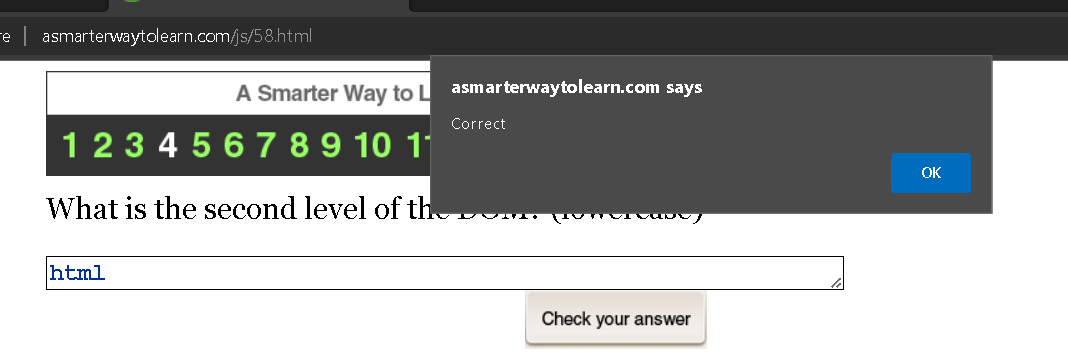 re | asmarterwaytolearn.com/js/58.html
asmarterwaytolearn.com says
Correct
OK
A Smarter Way to L
1 2 3 4 5 6 7 8 9 10 11
What is the second level of the DOM? (lowercase)
html
Check your answer